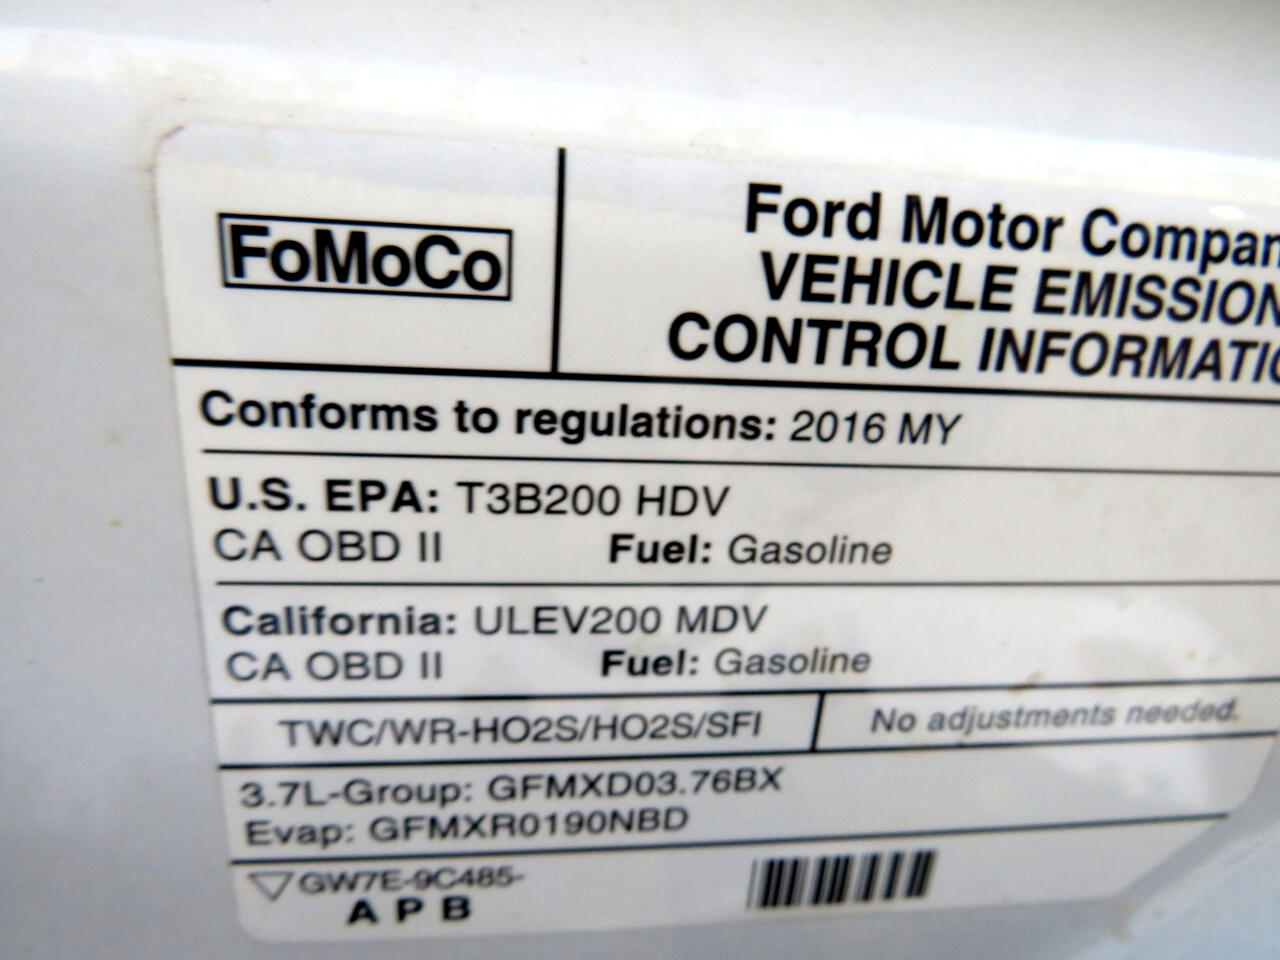 FoMoCo
Ford Motor Compan
VEHICLE EMISSION
CONTROL INFORMATIO
Conforms to regulations: 2016 MY
U.S. EPA: T3B200 HDV
CA OBD II Fuel: Gasoline
California: ULEV200 MDV
CA OBD II Fuel: Gasoline
TWC/WR-HO2S/HO2S/SFI No adjustments needed.
3.7L-Group: GFMXD03.76BX
Evap: GFMXR0190NBD
GW7E-9C485-
A P B